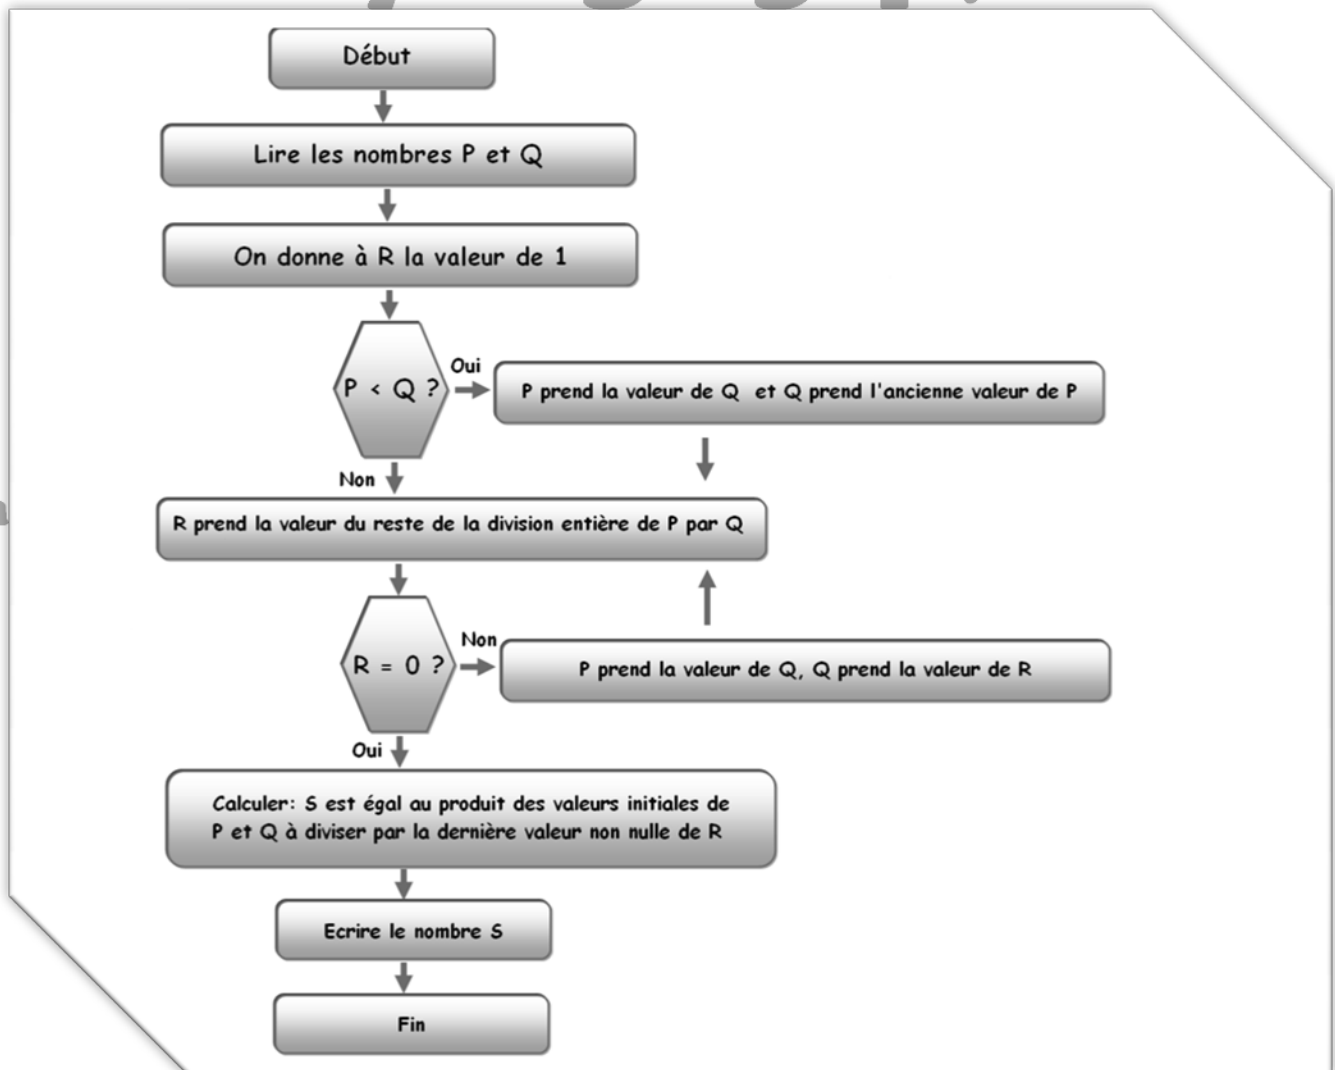 Début
Lire les nombres P et Q
On donne à R la valeur de 1
P < Q ?
Oui
P prend la valeur de Q et Q prend l'ancienne valeur de P
Non
R prend la valeur du reste de la division entière de P par Q
R = 0 ?
Non
P prend la valeur de Q, Q prend la valeur de R
Oui
Calculer: S est égal au produit des valeurs initiales de
P et Q à diviser par la dernière valeur non nulle de R
Ecrire le nombre S
Fin